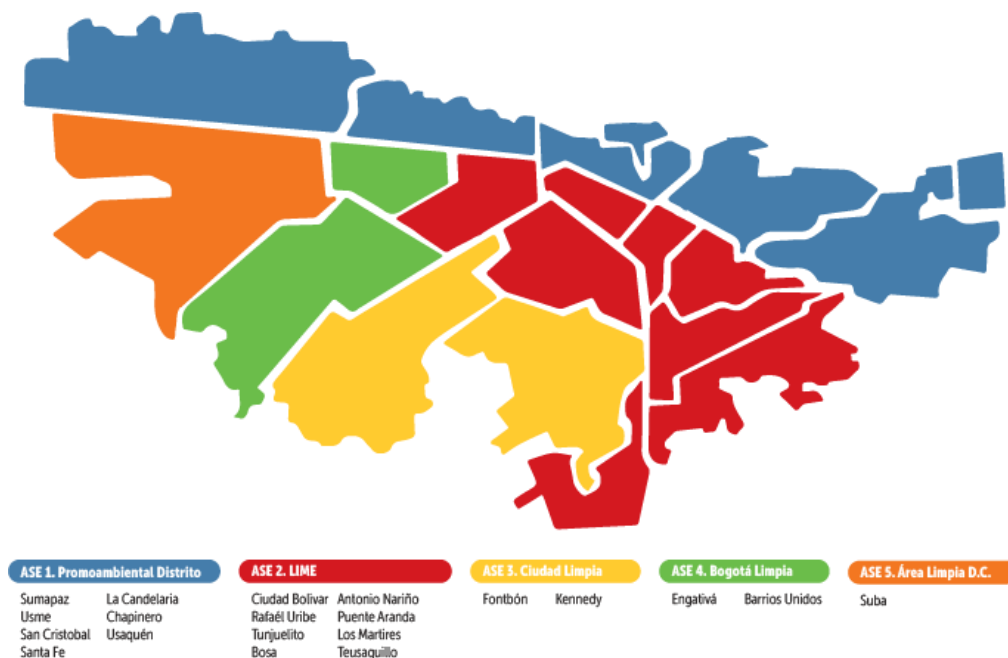 ASE 1. Promoambiental Distrito
Sumapaz
Usme
San Cristobal
Santa Fe
La Candelaria
Chapinero
Usaquén
ASE 2. LIME
Ciudad Bolívar
Rafaél Uribe
Tunjuelito
Bosa
Antonio Nariño
Puente Aranda
Los Martires
Teusaquillo
ASE 3. Ciudad Limpia
Fontbón
Kennedy
ASE 4. Bogotá Limpia
Engativá
Barrios Unidos
ASE 5. Área Limpia D.C.
Suba